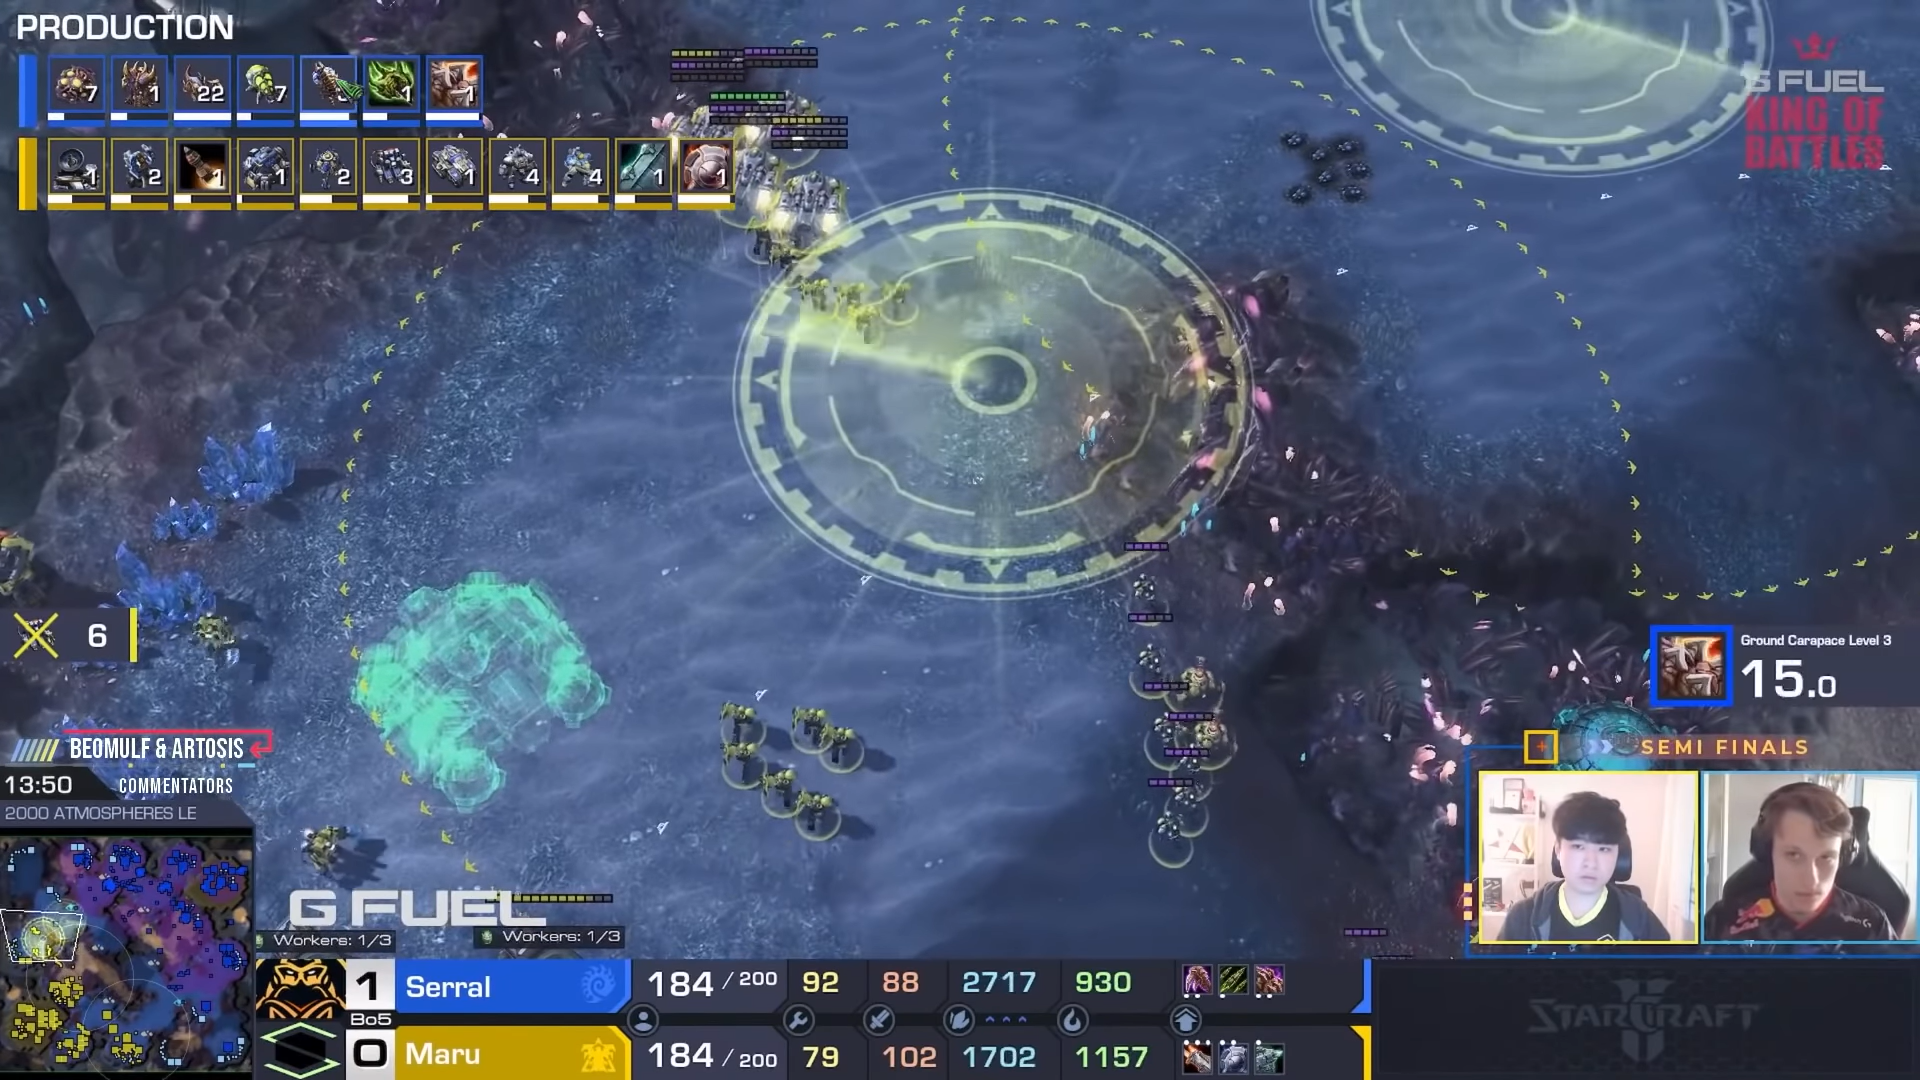 PRODUCTION
7 1 22 7 1 1
1 2 1 1 2 3 1 4 4 1 1
G FUEL
KING OF
BATTLES
6
Ground Carapace Level 3
15.0
BEOMULF & ARTOSIS
COMMENTATORS
SEMI FINALS
13:50
2000 ATMOSPHERES LE
G FUEL
Workers: 1/3
Workers: 1/3
1 Serral 184 / 200 92 88 2717 930
Bo5
0 Maru 184 / 200 79 102 1702 1157
STARCRAFT
II